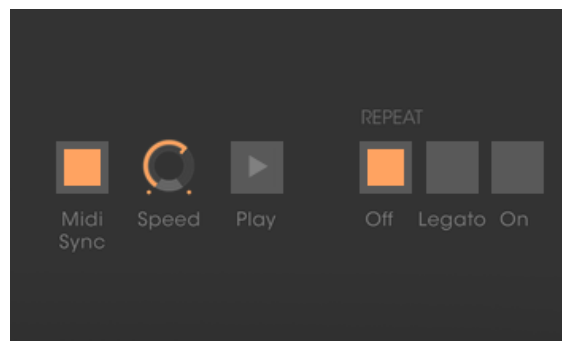 REPEAT
Midi Sync
Speed
Play
Off
Legato
On